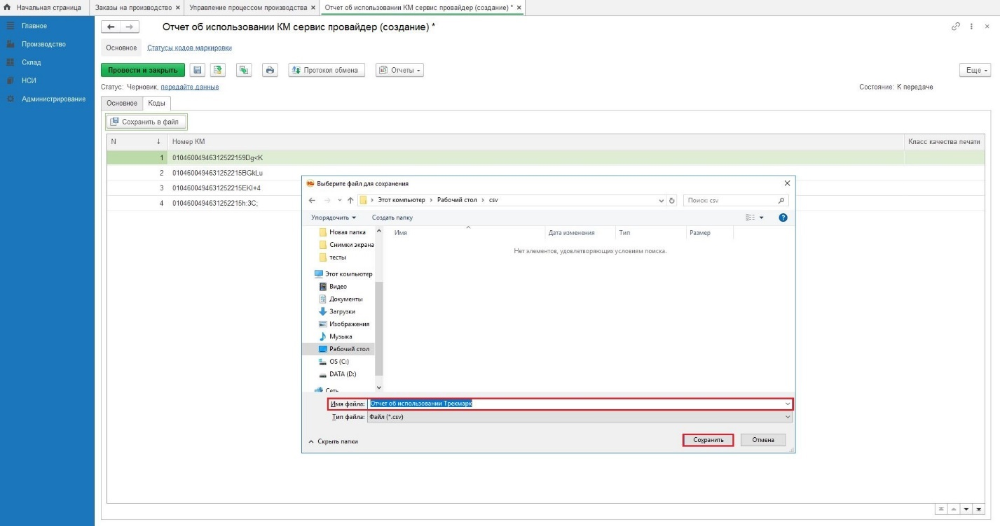 Начальная страница
Заказы на производство ×
Управление процессом производства ×
Отчет об использовании КМ сервис провайдер (создание) * ×
Главное
Производство
Склад
НСИ
Администрирование
Отчет об использовании КМ сервис провайдер (создание) *
Основное Статусы кодов маркировки
Провести и закрыть Протокол обмена Отчеты Еще
Статус: Черновик, передайте данные Состояние: К передаче
Основное Коды
Сохранить в файл
N ↓ Номер КМ Класс качества печати
1 01046004946312522159Dg<K
2 0104600494631252215BGkLu
3 0104600494631252215EKI+4
4 0104600494631252215h:3C;
Выберите файл для сохранения
Этот компьютер › Рабочий стол › csv Поиск: csv
Упорядочить Создать папку
Новая папка
Снимки экрана
тесты
Этот компьютер
Видео
Документы
Загрузки
Изображения
Музыка
Рабочий стол
OS (C:)
DATA (D:)
Сеть
Имя Дата изменения Тип Размер
Нет элементов, удовлетворяющих условиям поиска.
Имя файла: Отчет об использовании Трекмарк
Тип файла: Файл (*.csv)
Скрыть папки Сохранить Отмена